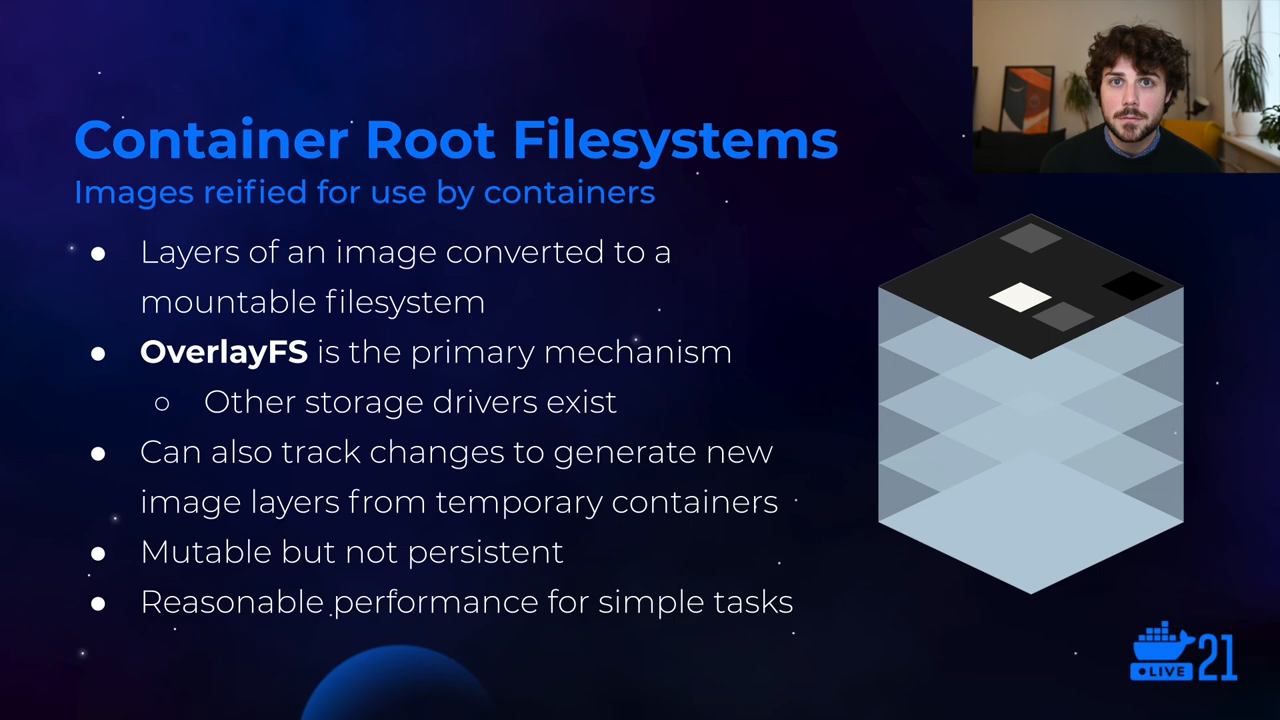 Container Root Filesystems
Images reified for use by containers
● Layers of an image converted to a
mountable filesystem
● OverlayFS is the primary mechanism
○ Other storage drivers exist
● Can also track changes to generate new
image layers from temporary containers
● Mutable but not persistent
● Reasonable performance for simple tasks
LIVE 21